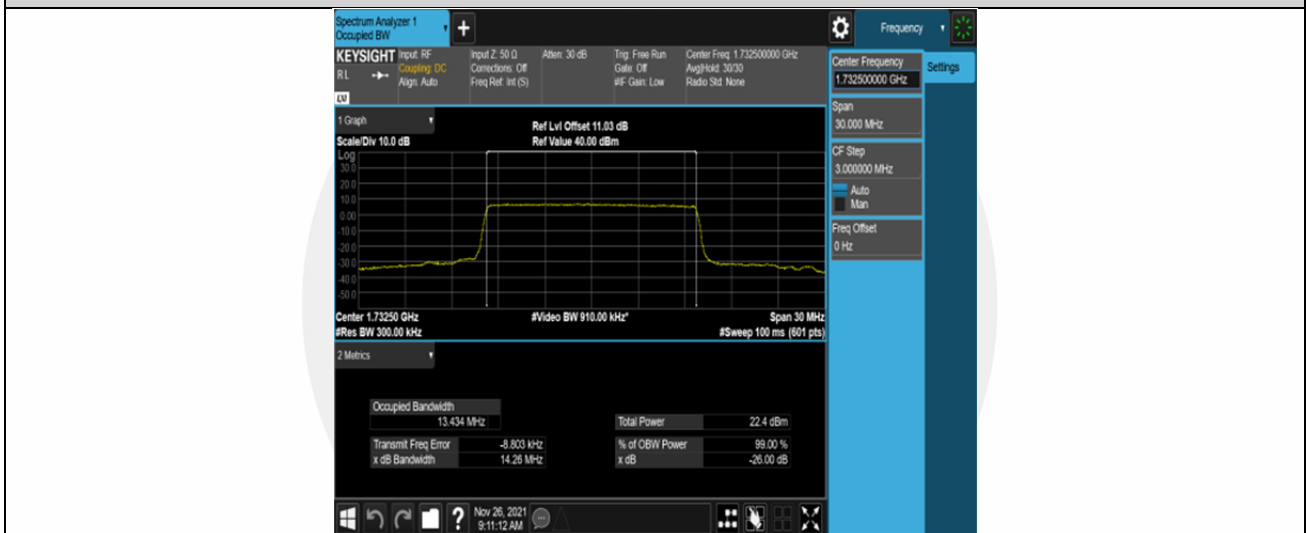 Spectrum Analyzer 1
Occupied BW
+
Frequency
KEYSIGHT
R L
LV
Input: RF
Coupling: DC
Align: Auto
Input Z: 50 Ω
Corrections: Off
Freq Ref: Int (S)
Atten: 30 dB
Trig: Free Run
Gate: Off
#IF Gain: Low
Center Freq: 1.732500000 GHz
Avg|Hold: 30/30
Radio Std: None
Center Frequency
1.732500000 GHz
Settings
Span
30.000 MHz
CF Step
3.000000 MHz
Auto
Man
Freq Offset
0 Hz
1 Graph
Ref Lvl Offset 11.03 dB
Scale/Div 10.0 dB
Ref Value 40.00 dBm
Log
30.0
20.0
10.0
0.00
-10.0
-20.0
-30.0
-40.0
-50.0
Center 1.73250 GHz
#Video BW 910.00 kHz*
Span 30 MHz
#Res BW 300.00 kHz
#Sweep 100 ms (601 pts)
2 Metrics
Occupied Bandwidth
13.434 MHz
Total Power 22.4 dBm
Transmit Freq Error -8.803 kHz
% of OBW Power 99.00 %
x dB Bandwidth 14.26 MHz
x dB -26.00 dB
?
Nov 26, 2021
9:11:12 AM